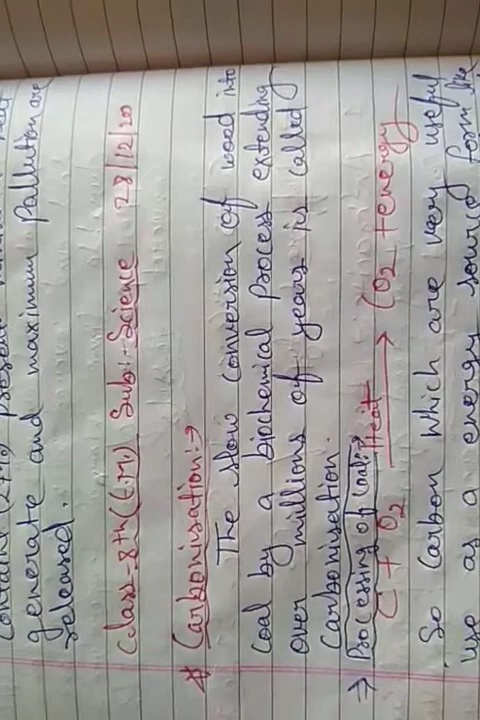 generate and maximum pollution are
released.
Class-8th(E.M.) Sub:- Science 28/12/20
* Carbonisation:→
The slow conversion of wood into
coal by a biochemical process extending
over millions of years is called
Carbonisation.
→ Processing of Coal:→
C + O2 Heat → CO2 + energy
So Carbon which are very useful
use as a energy source form like